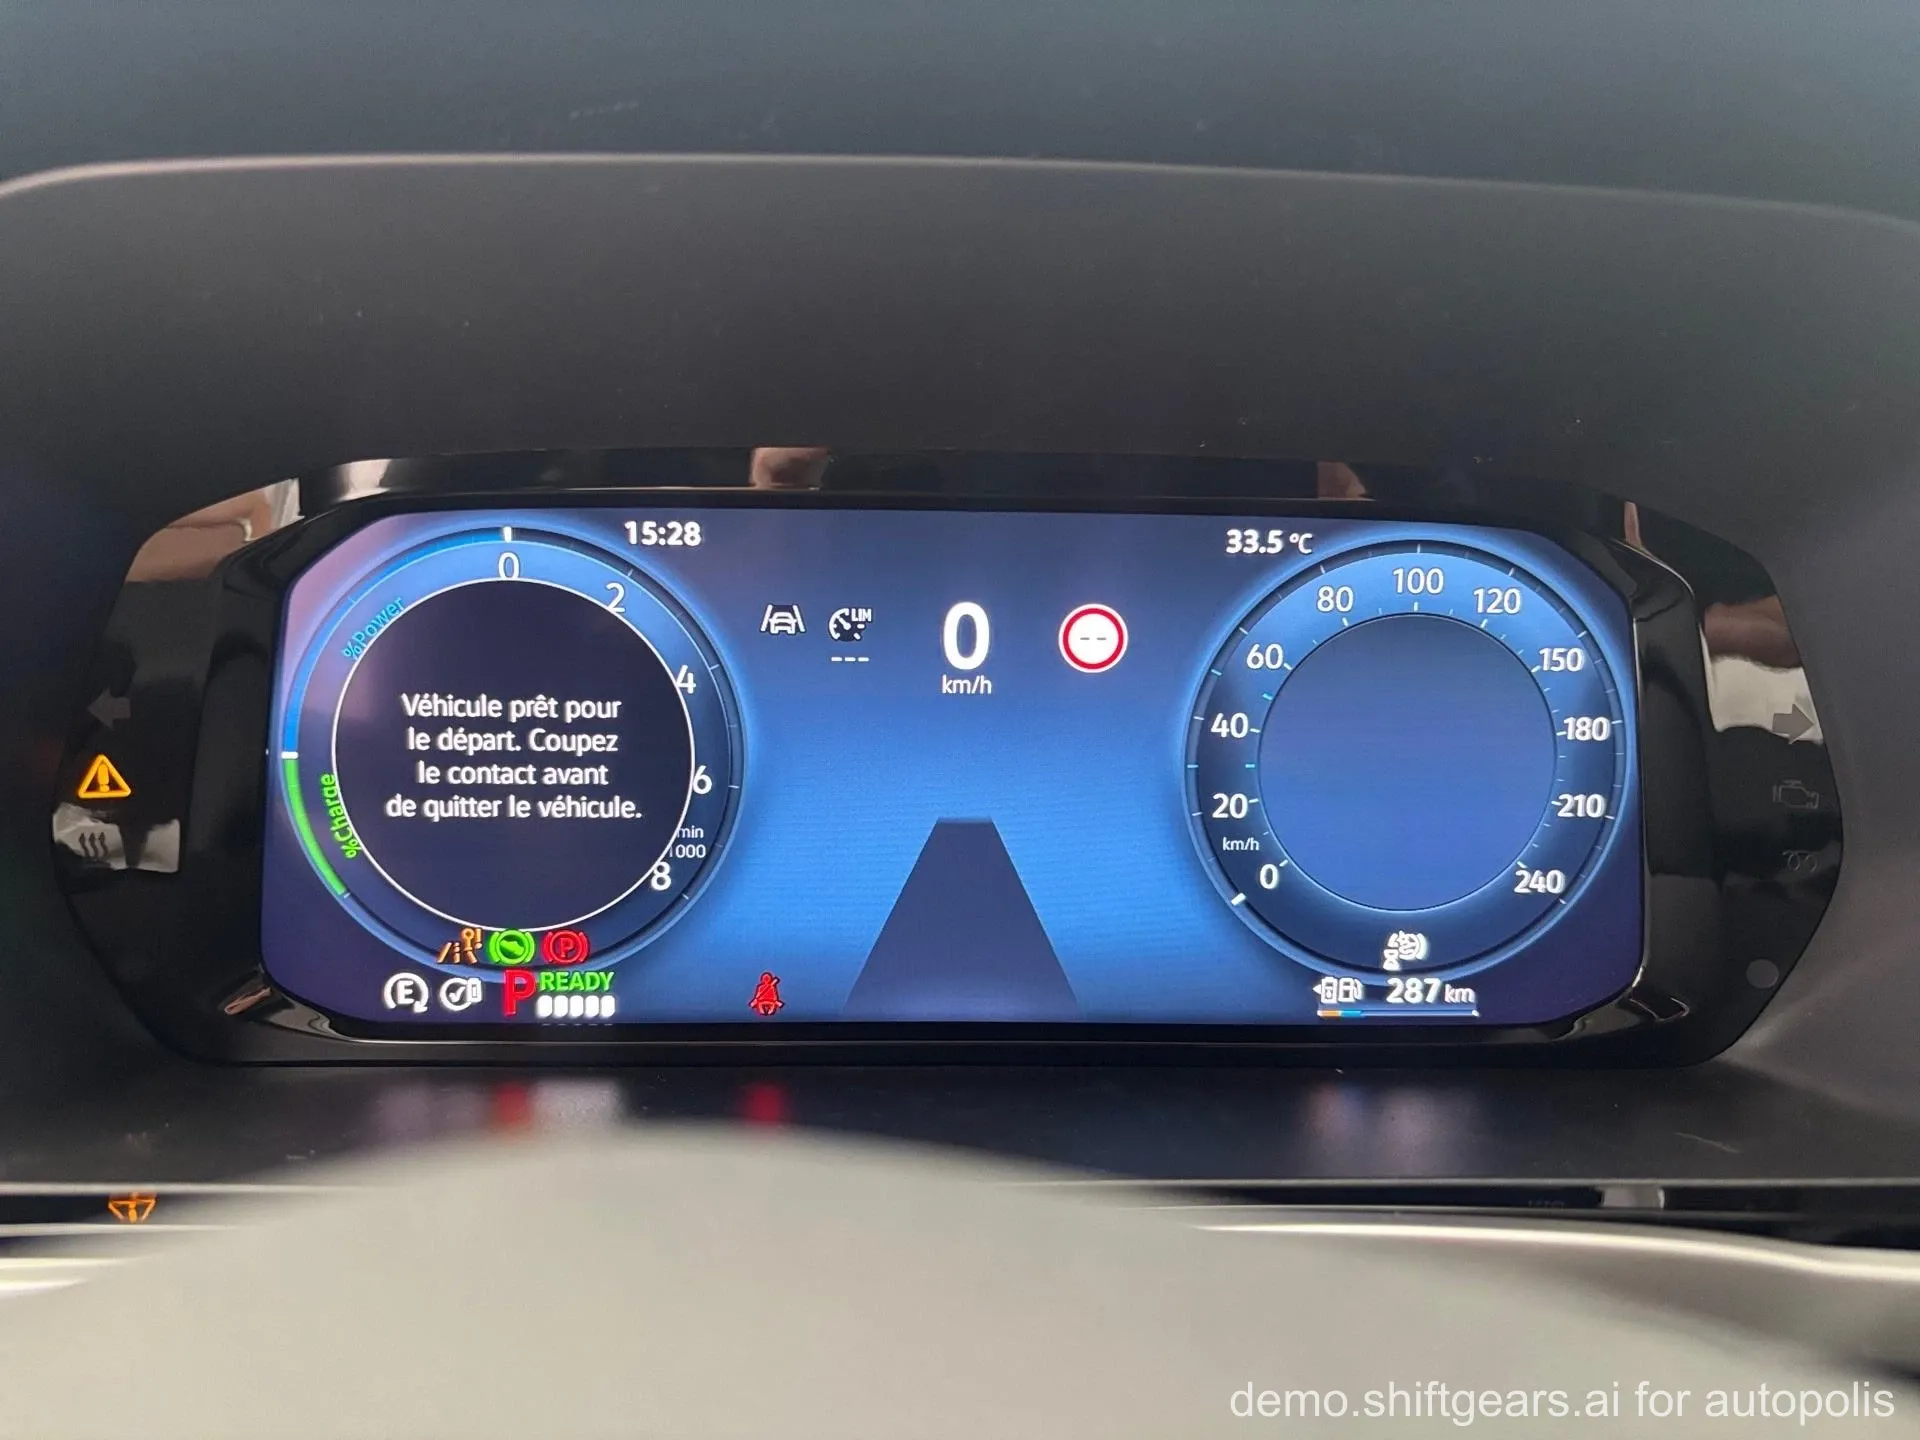 15:28
33.5 °C
0
2
4
6
8
%Power
%Charge
min
1000
Véhicule prêt pour
le départ. Coupez
le contact avant
de quitter le véhicule.
LIM
---
0
km/h
--
0
20
40
60
80
100
120
150
180
210
240
km/h
P
E
P
READY
287 km
demo.shiftgears.ai for autopolis